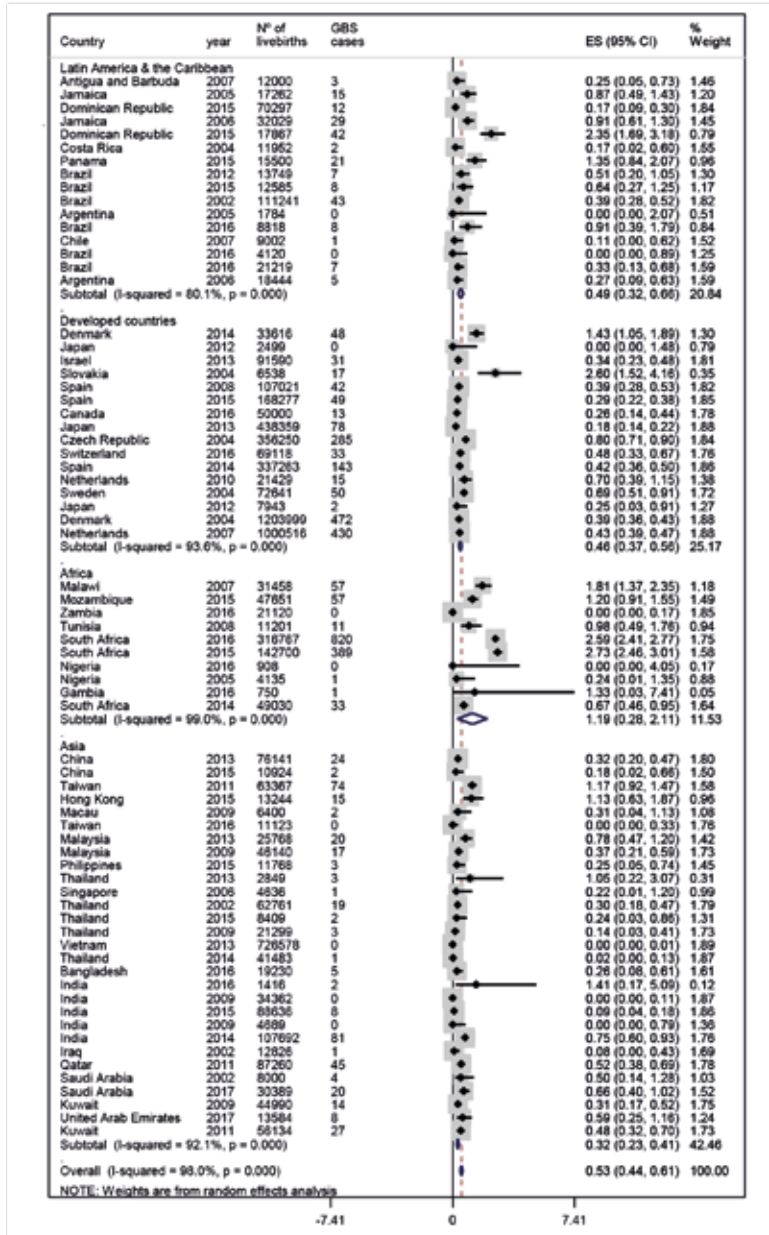 Nº of GBS %
Country year livebirths cases ES (95% CI) Weight
Latin America & the Caribbean
Antigua and Barbuda 2007 12000 3 0.25 (0.05, 0.73) 1.46
Jamaica 2005 17262 15 0.87 (0.49, 1.43) 1.20
Dominican Republic 2015 70297 12 0.17 (0.09, 0.30) 1.84
Jamaica 2006 32029 29 0.91 (0.61, 1.30) 1.45
Dominican Republic 2015 17867 42 2.35 (1.69, 3.18) 0.79
Costa Rica 2004 11952 2 0.17 (0.02, 0.60) 1.55
Panama 2015 15500 21 1.35 (0.84, 2.07) 0.96
Brazil 2012 13749 7 0.51 (0.20, 1.05) 1.30
Brazil 2015 12585 8 0.64 (0.27, 1.25) 1.17
Brazil 2002 111241 43 0.39 (0.28, 0.52) 1.82
Argentina 2005 1784 0 0.00 (0.00, 2.07) 0.51
Brazil 2016 8818 8 0.91 (0.39, 1.79) 0.84
Chile 2007 9002 1 0.11 (0.00, 0.62) 1.52
Brazil 2016 4120 0 0.00 (0.00, 0.89) 1.25
Brazil 2016 21219 7 0.33 (0.13, 0.68) 1.59
Argentina 2006 18444 5 0.27 (0.09, 0.63) 1.59
Subtotal (I-squared = 80.1%, p = 0.000) 0.49 (0.32, 0.66) 20.84
.
Developed countries
Denmark 2014 33616 48 1.43 (1.05, 1.89) 1.30
Japan 2012 2499 0 0.00 (0.00, 1.48) 0.79
Israel 2013 91590 31 0.34 (0.23, 0.48) 1.81
Slovakia 2004 6538 17 2.60 (1.52, 4.16) 0.35
Spain 2008 107021 42 0.39 (0.28, 0.53) 1.82
Spain 2015 168277 49 0.29 (0.22, 0.38) 1.85
Canada 2016 50000 13 0.26 (0.14, 0.44) 1.78
Japan 2013 438359 78 0.18 (0.14, 0.22) 1.88
Czech Republic 2004 356250 285 0.80 (0.71, 0.90) 1.84
Switzerland 2016 69118 33 0.48 (0.33, 0.67) 1.76
Spain 2014 337263 143 0.42 (0.36, 0.50) 1.86
Netherlands 2010 21429 15 0.70 (0.39, 1.15) 1.38
Sweden 2004 72641 50 0.69 (0.51, 0.91) 1.72
Japan 2012 7943 2 0.25 (0.03, 0.91) 1.27
Denmark 2004 1203999 472 0.39 (0.36, 0.43) 1.88
Netherlands 2007 1000516 430 0.43 (0.39, 0.47) 1.88
Subtotal (I-squared = 93.6%, p = 0.000) 0.46 (0.37, 0.56) 25.17
.
Africa
Malawi 2007 31458 57 1.81 (1.37, 2.35) 1.18
Mozambique 2015 47651 57 1.20 (0.91, 1.55) 1.49
Zambia 2016 21120 0 0.00 (0.00, 0.17) 1.85
Tunisia 2008 11201 11 0.98 (0.49, 1.76) 0.94
South Africa 2016 316767 820 2.59 (2.41, 2.77) 1.75
South Africa 2015 142700 389 2.73 (2.46, 3.01) 1.58
Nigeria 2016 908 0 0.00 (0.00, 4.05) 0.17
Nigeria 2005 4135 1 0.24 (0.01, 1.35) 0.88
Gambia 2016 750 1 1.33 (0.03, 7.41) 0.05
South Africa 2014 49030 33 0.67 (0.46, 0.95) 1.64
Subtotal (I-squared = 99.0%, p = 0.000) 1.19 (0.28, 2.11) 11.53
.
Asia
China 2013 76141 24 0.32 (0.20, 0.47) 1.80
China 2015 10924 2 0.18 (0.02, 0.66) 1.50
Taiwan 2011 63367 74 1.17 (0.92, 1.47) 1.58
Hong Kong 2015 13244 15 1.13 (0.63, 1.87) 0.96
Macau 2009 6400 2 0.31 (0.04, 1.13) 1.08
Taiwan 2016 11123 0 0.00 (0.00, 0.33) 1.76
Malaysia 2013 25768 20 0.78 (0.47, 1.20) 1.42
Malaysia 2009 46140 17 0.37 (0.21, 0.59) 1.73
Philippines 2015 11768 3 0.25 (0.05, 0.74) 1.45
Thailand 2013 2849 3 1.05 (0.22, 3.07) 0.31
Singapore 2006 4636 1 0.22 (0.01, 1.20) 0.99
Thailand 2002 62761 19 0.30 (0.18, 0.47) 1.79
Thailand 2015 8409 2 0.24 (0.03, 0.86) 1.31
Thailand 2009 21299 3 0.14 (0.03, 0.41) 1.73
Vietnam 2013 726578 0 0.00 (0.00, 0.01) 1.89
Thailand 2014 41483 1 0.02 (0.00, 0.13) 1.87
Bangladesh 2016 19230 5 0.26 (0.08, 0.61) 1.61
India 2016 1416 2 1.41 (0.17, 5.09) 0.12
India 2009 34362 0 0.00 (0.00, 0.11) 1.87
India 2015 88636 8 0.09 (0.04, 0.18) 1.86
India 2009 4689 0 0.00 (0.00, 0.79) 1.36
India 2014 107692 81 0.75 (0.60, 0.93) 1.76
Iraq 2002 12826 1 0.08 (0.00, 0.43) 1.69
Qatar 2011 87260 45 0.52 (0.38, 0.69) 1.78
Saudi Arabia 2002 8000 4 0.50 (0.14, 1.28) 1.03
Saudi Arabia 2017 30389 20 0.66 (0.40, 1.02) 1.52
Kuwait 2009 44990 14 0.31 (0.17, 0.52) 1.75
United Arab Emirates 2017 13584 8 0.59 (0.25, 1.16) 1.24
Kuwait 2011 56134 27 0.48 (0.32, 0.70) 1.73
Subtotal (I-squared = 92.1%, p = 0.000) 0.32 (0.23, 0.41) 42.46
.
Overall (I-squared = 98.0%, p = 0.000) 0.53 (0.44, 0.61) 100.00
NOTE: Weights are from random effects analysis
-7.41 0 7.41